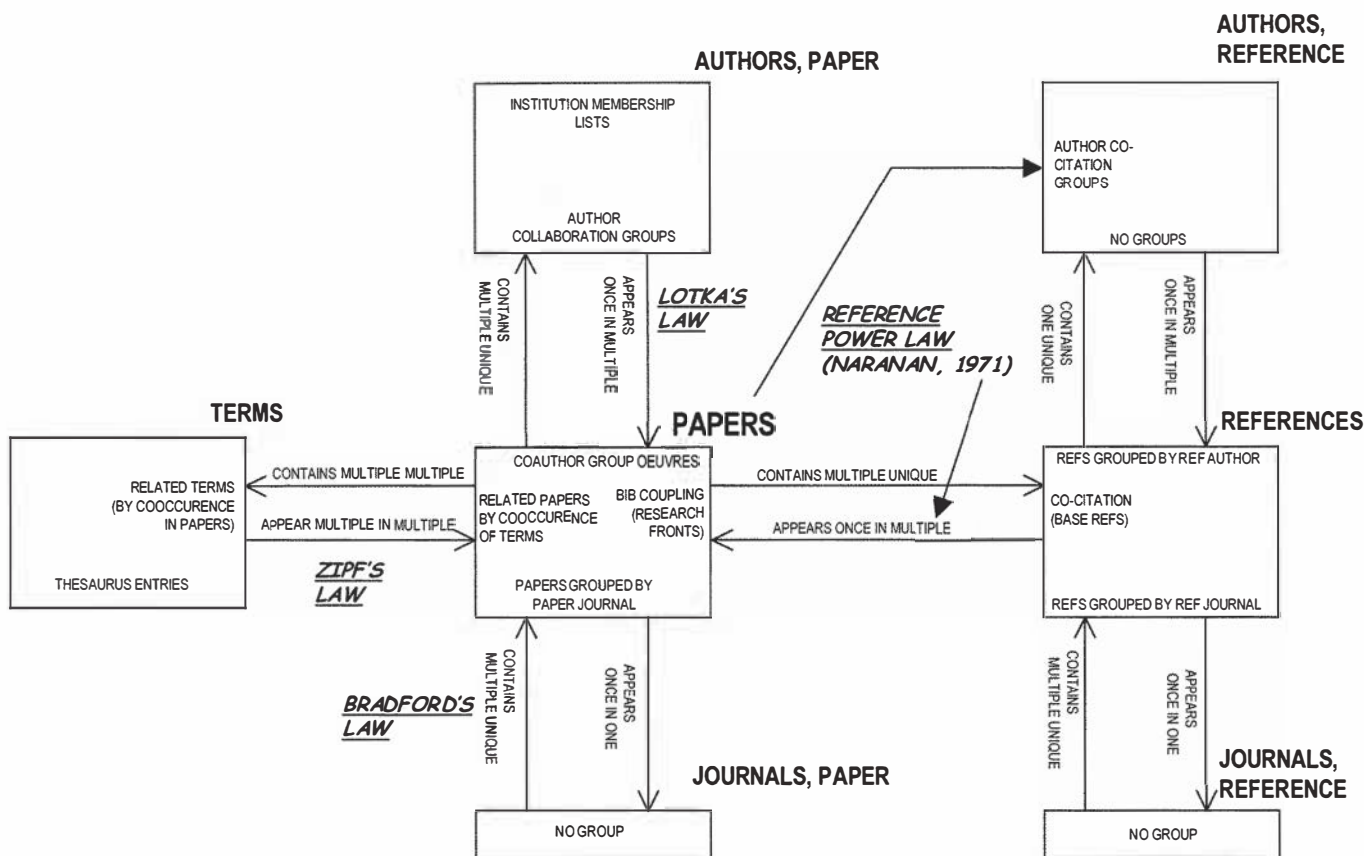 AUTHORS,
REFERENCE
AUTHORS, PAPER
INSTITUTION MEMBERSHIP
LISTS
AUTHOR
COLLABORATION GROUPS
AUTHOR CO-
CITATION
GROUPS
NO GROUPS
CONTAINS
MULTIPLE UNIQUE
APPEARS
ONCE IN MULTIPLE
LOTKA'S
LAW
REFERENCE
POWER LAW
(NARANAN, 1971)
CONTAINS
ONE UNIQUE
APPEARS
ONCE IN MULTIPLE
TERMS
PAPERS
REFERENCES
RELATED TERMS
(BY COOCCURENCE
IN PAPERS)
THESAURUS ENTRIES
CONTAINS MULTIPLE MULTIPLE
APPEAR MULTIPLE IN MULTIPLE
ZIPF'S
LAW
COAUTHOR GROUP OEUVRES
RELATED PAPERS
BY COOCCURENCE
OF TERMS
BIB COUPLING
(RESEARCH
FRONTS)
PAPERS GROUPED BY
PAPER JOURNAL
CONTAINS MULTIPLE UNIQUE
APPEARS ONCE IN MULTIPLE
REFS GROUPED BY REF AUTHOR
CO-CITATION
(BASE REFS)
REFS GROUPED BY REF JOURNAL
BRADFORD'S
LAW
CONTAINS
MULTIPLE UNIQUE
APPEARS
ONCE IN ONE
CONTAINS
MULTIPLE UNIQUE
APPEARS
ONCE IN ONE
JOURNALS, PAPER
JOURNALS,
REFERENCE
NO GROUP
NO GROUP